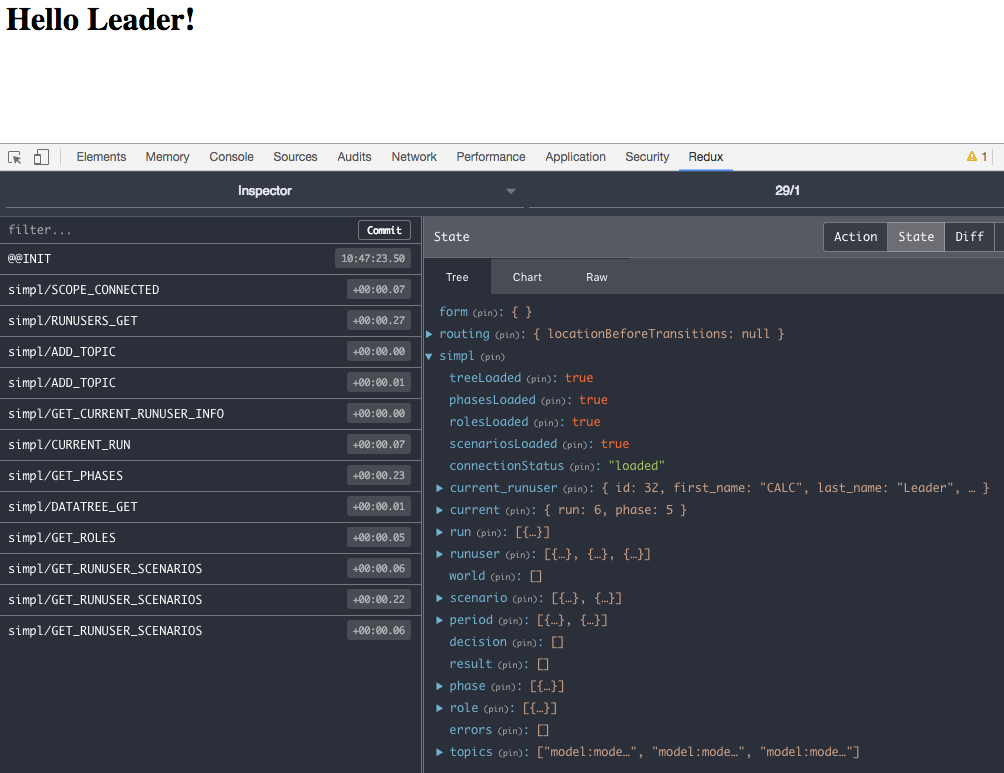 Hello Leader!
Elements Memory Console Sources Audits Network Performance Application Security Redux 1
Inspector 29/1
filter... Commit
@@INIT 10:47:23.50
simpl/SCOPE_CONNECTED +00:00.07
simpl/RUNUSERS_GET +00:00.27
simpl/ADD_TOPIC +00:00.00
simpl/ADD_TOPIC +00:00.01
simpl/GET_CURRENT_RUNUSER_INFO +00:00.00
simpl/CURRENT_RUN +00:00.07
simpl/GET_PHASES +00:00.23
simpl/DATATREE_GET +00:00.01
simpl/GET_ROLES +00:00.05
simpl/GET_RUNUSER_SCENARIOS +00:00.06
simpl/GET_RUNUSER_SCENARIOS +00:00.22
simpl/GET_RUNUSER_SCENARIOS +00:00.06
State Action State Diff
Tree Chart Raw
form (pin): { }
routing (pin): { locationBeforeTransitions: null }
simpl (pin)
treeLoaded (pin): true
phasesLoaded (pin): true
rolesLoaded (pin): true
scenariosLoaded (pin): true
connectionStatus (pin): "loaded"
current_runuser (pin): { id: 32, first_name: "CALC", last_name: "Leader", … }
current (pin): { run: 6, phase: 5 }
run (pin): [{…}]
runuser (pin): [{…}, {…}, {…}]
world (pin): []
scenario (pin): [{…}, {…}]
period (pin): [{…}, {…}]
decision (pin): []
result (pin): []
phase (pin): [{…}]
role (pin): [{…}]
errors (pin): []
topics (pin): ["model:mode…", "model:mode…", "model:mode…"]